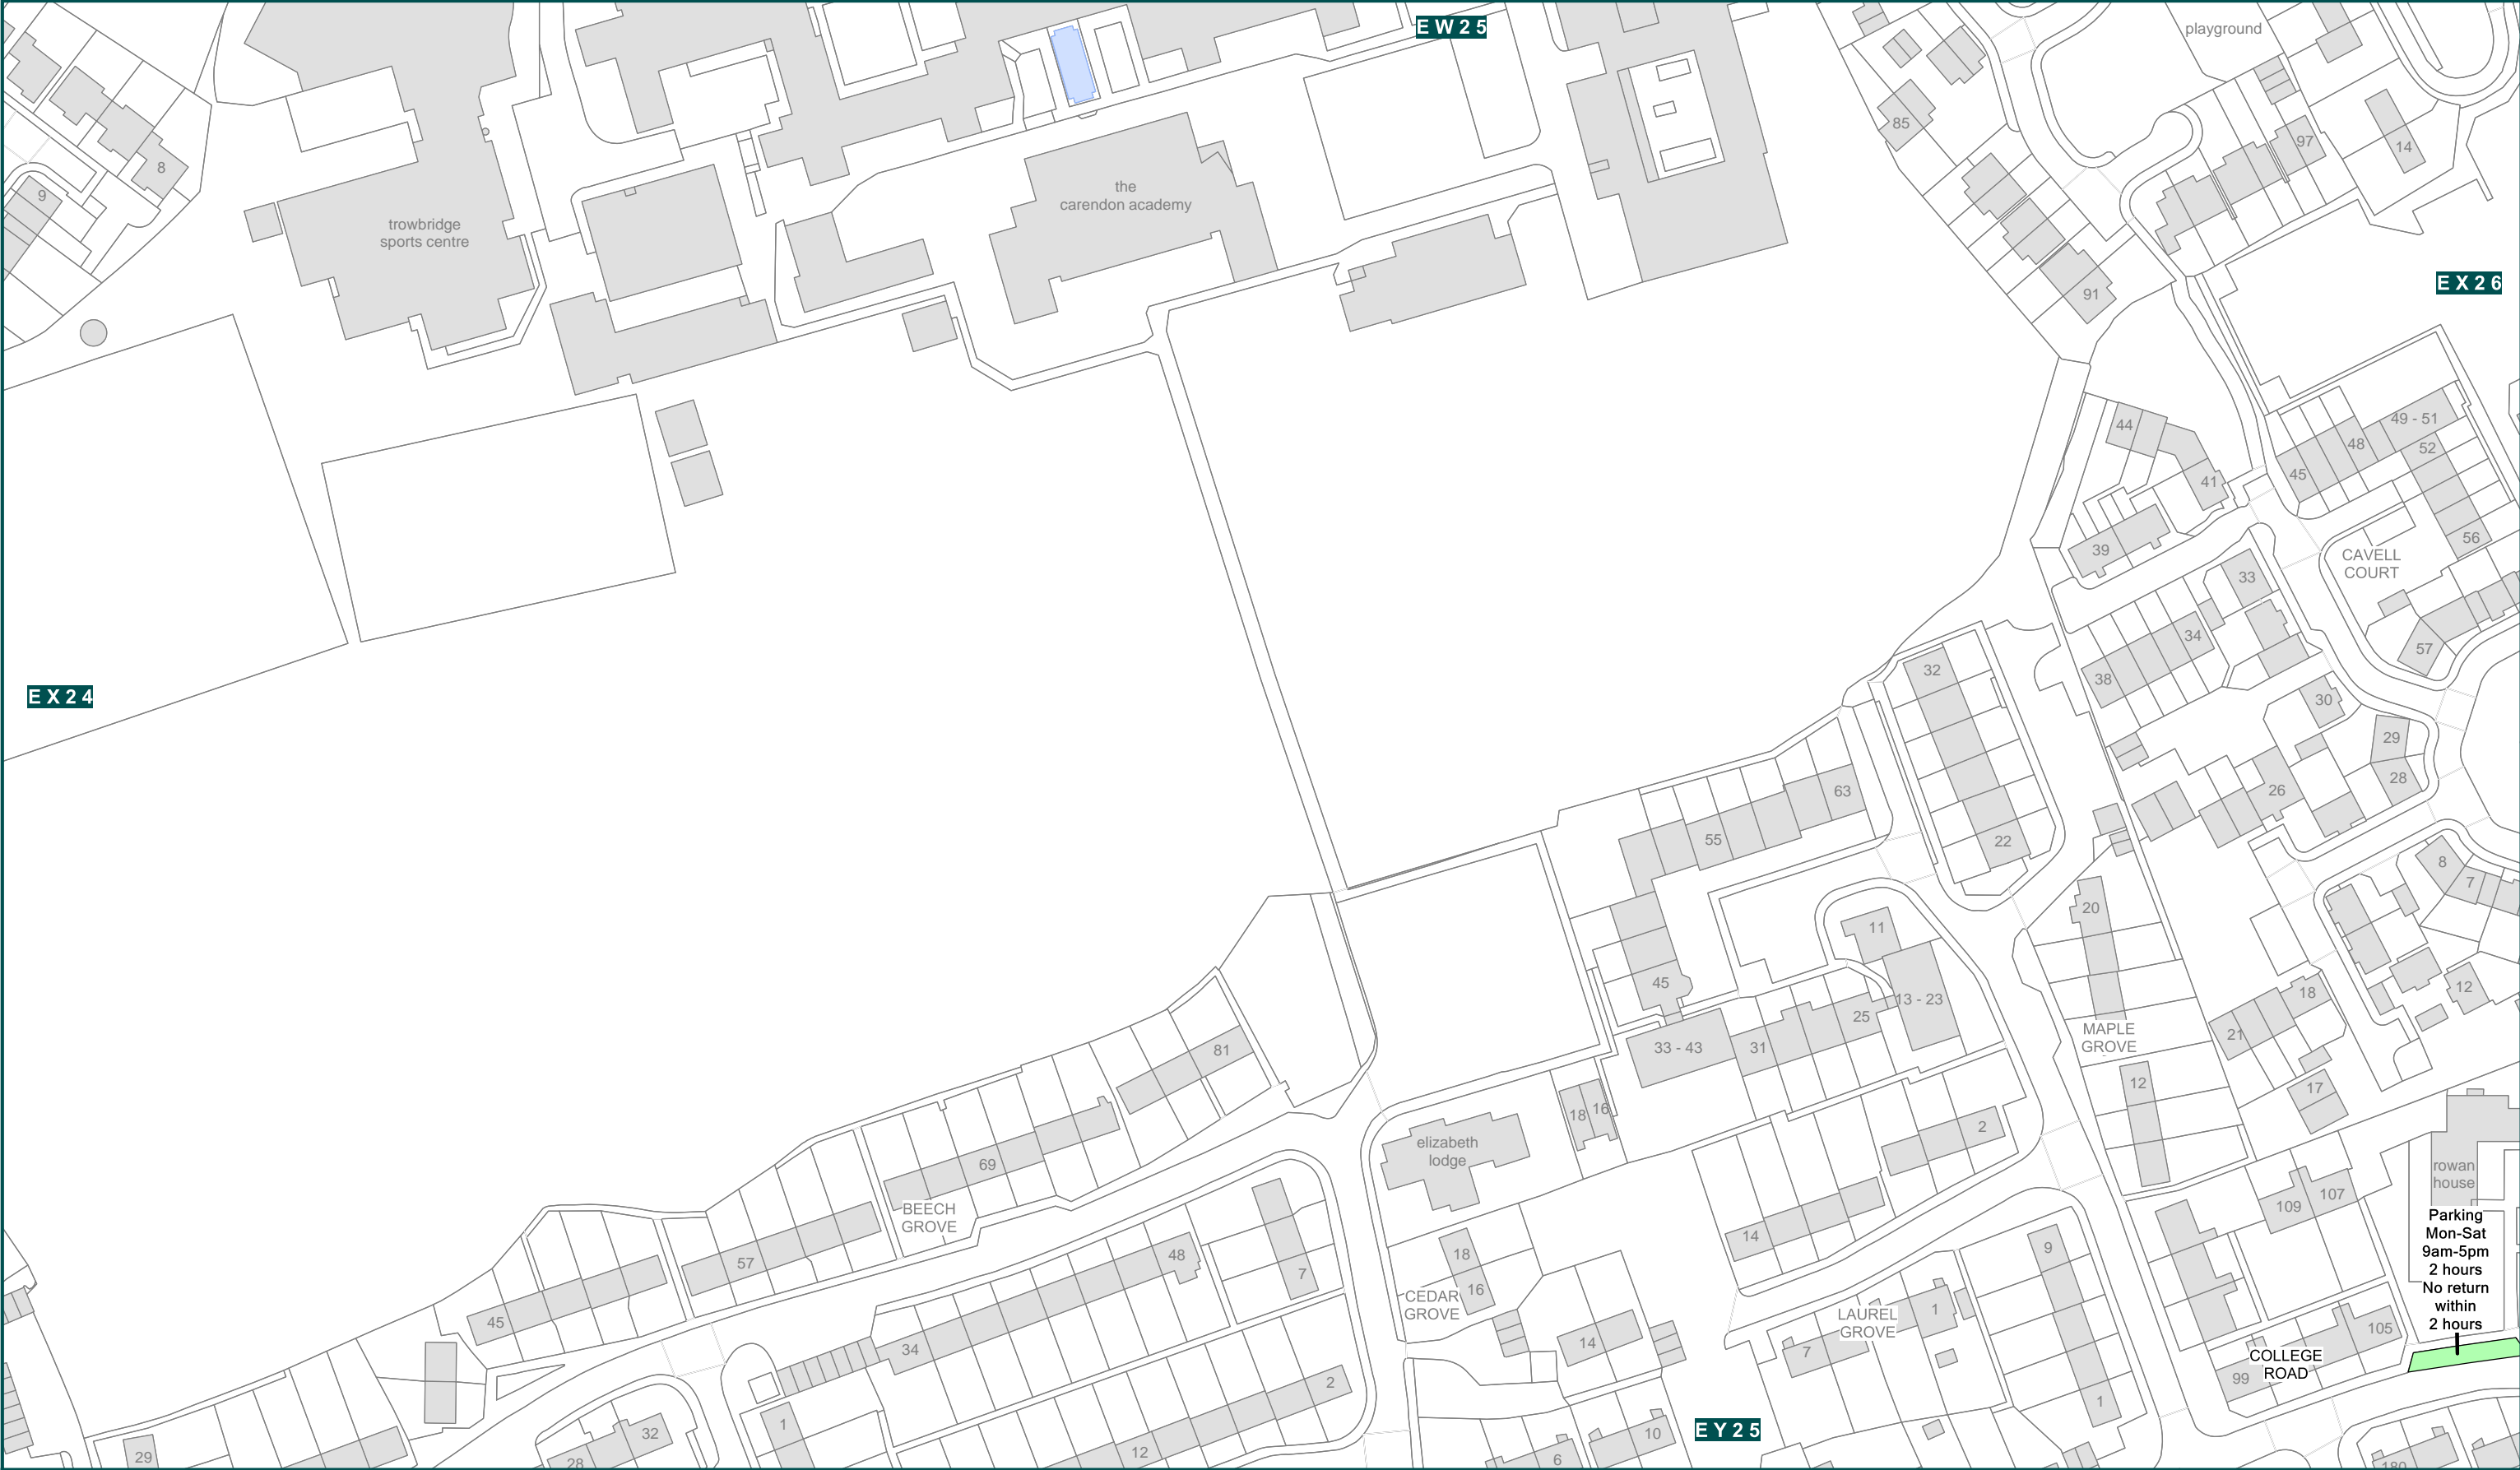 EW25
playground
85
97
14
8
9
the
carendon academy
trowbridge
sports centre
EX26
91
44
49 - 51
48
52
45
41
56
39
CAVELL
COURT
33
34
57
38
EX24
32
30
29
28
26
63
55
22
8
7
20
11
45
12
18
13 - 23
25
21
31
33 - 43
MAPLE
GROVE
81
12
17
18
16
2
elizabeth
lodge
69
rowan
house
107
109
BEECH
GROVE
Parking
Mon-Sat
9am-5pm
2 hours
No return
within
2 hours
14
9
18
48
57
7
16
CEDAR
GROVE
LAUREL
GROVE
1
45
105
14
34
7
COLLEGE
ROAD
99
2
1
1
EY25
32
10
12
29
28
6
180